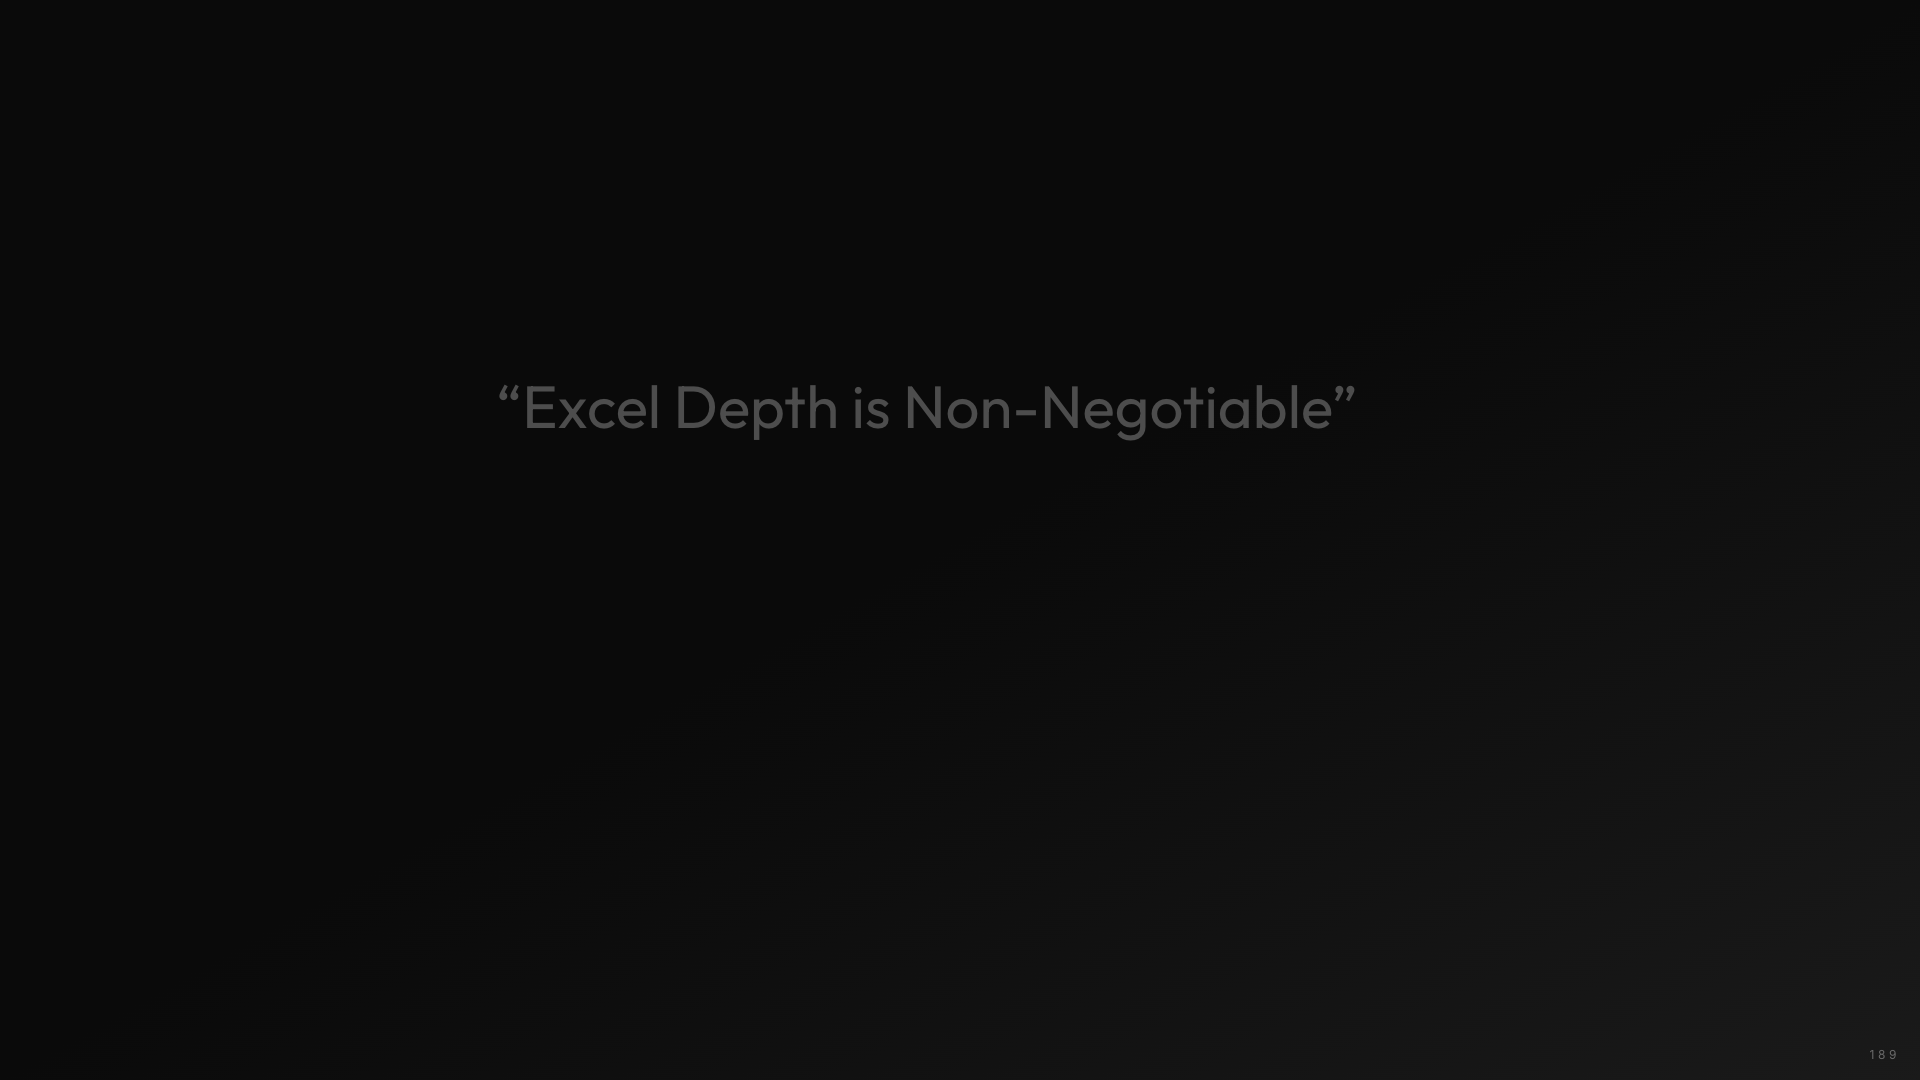 “Excel Depth is Non-Negotiable”
189